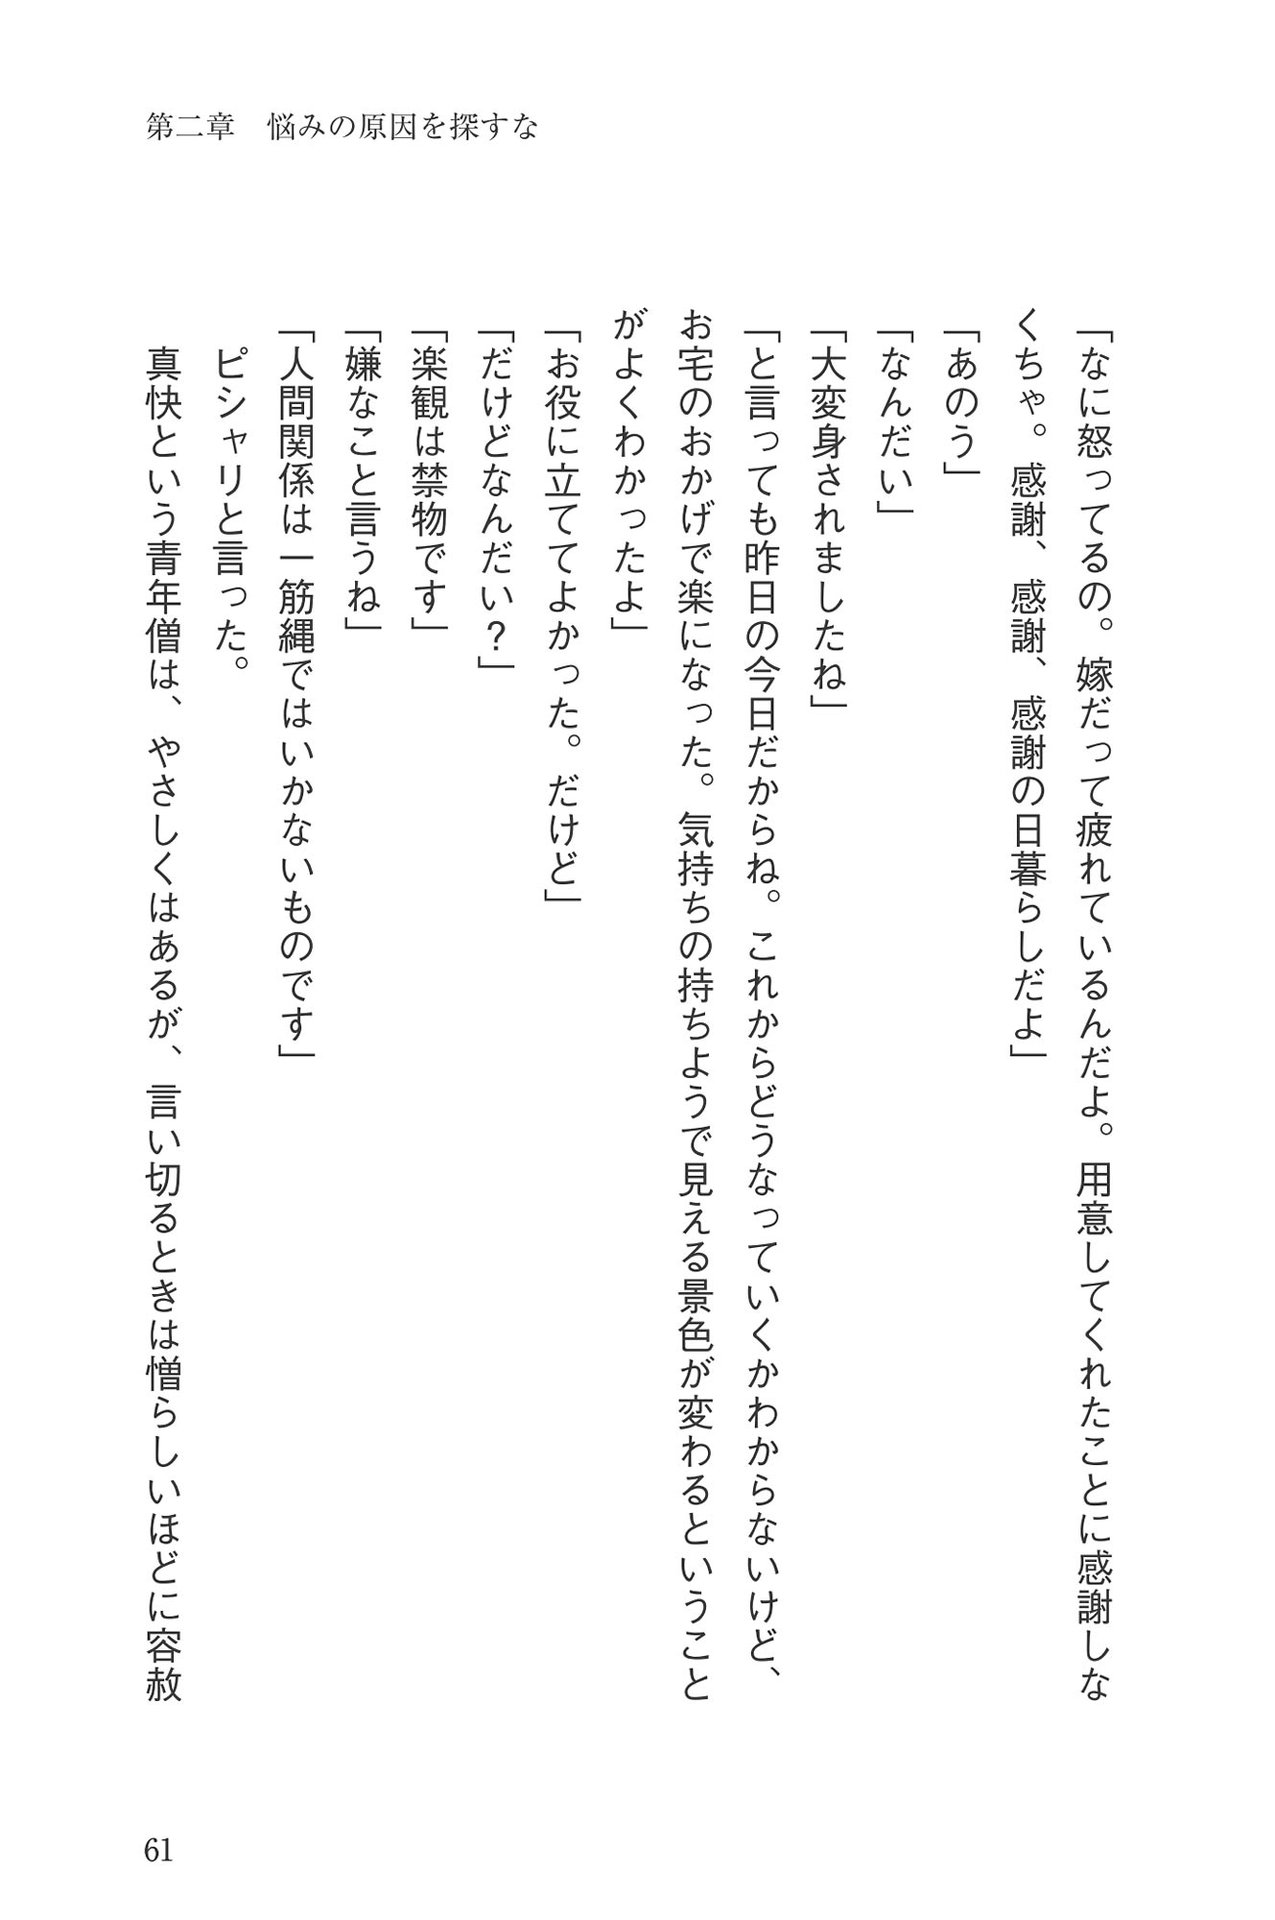 第二章　悩みの原因を探すな
「なに怒ってるの。嫁だって疲れているんだよ。用意してくれたことに感謝しな
くちゃ。感謝、感謝、感謝の日暮らしだよ」
「あのう」
「なんだい」
「大変身されましたね」
「と言っても昨日の今日だからね。これからどうなっていくかわからないけど、
お宅のおかげで楽になった。気持ちの持ちようで見える景色が変わるということ
がよくわかったよ」
「お役に立ててよかった。だけど」
「だけどなんだい？」
「楽観は禁物です」
「嫌なこと言うね」
「人間関係は一筋縄ではいかないものです」
　ピシャリと言った。
　真快という青年僧は、やさしくはあるが、言い切るときは憎らしいほどに容赦
61